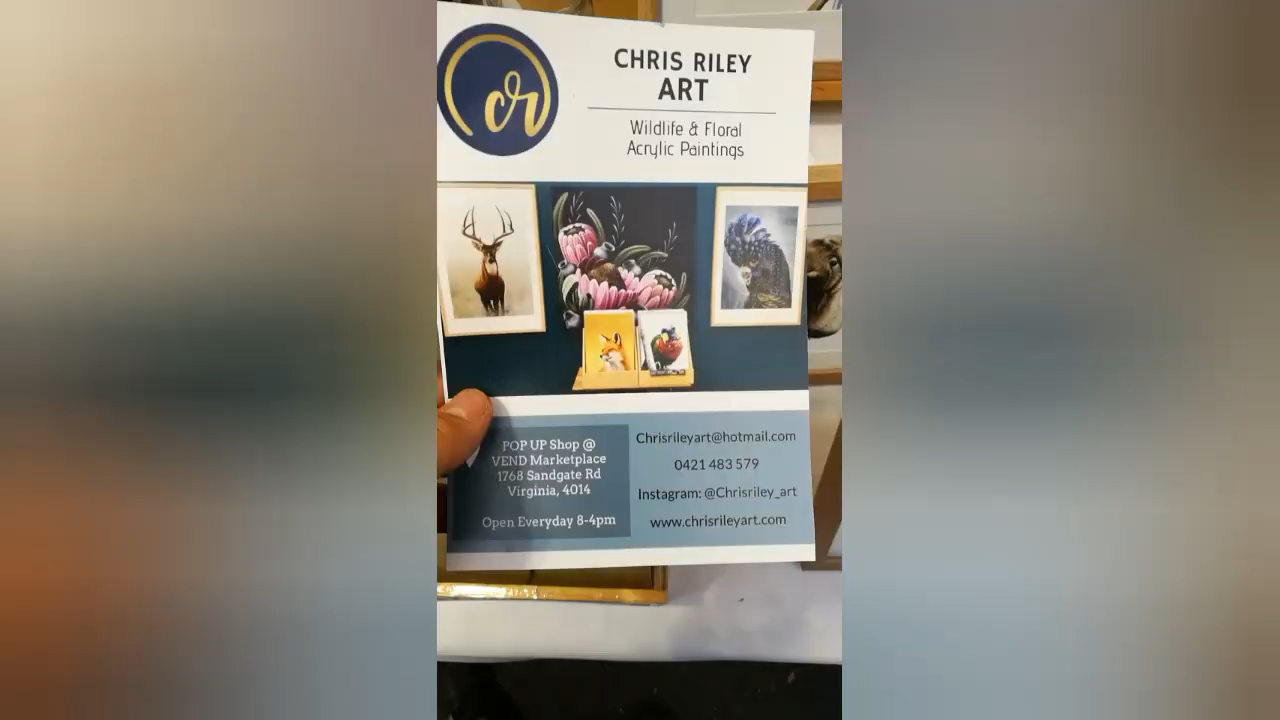 cr
CHRIS RILEY
ART
Wildlife & Floral
Acrylic Paintings
POP UP Shop @
VEND Marketplace
1768 Sandgate Rd
Virginia, 4014
Open Everyday 8-4pm
Chrisrileyart@hotmail.com
0421 483 579
Instagram: @Chrisriley_art
www.chrisrileyart.com